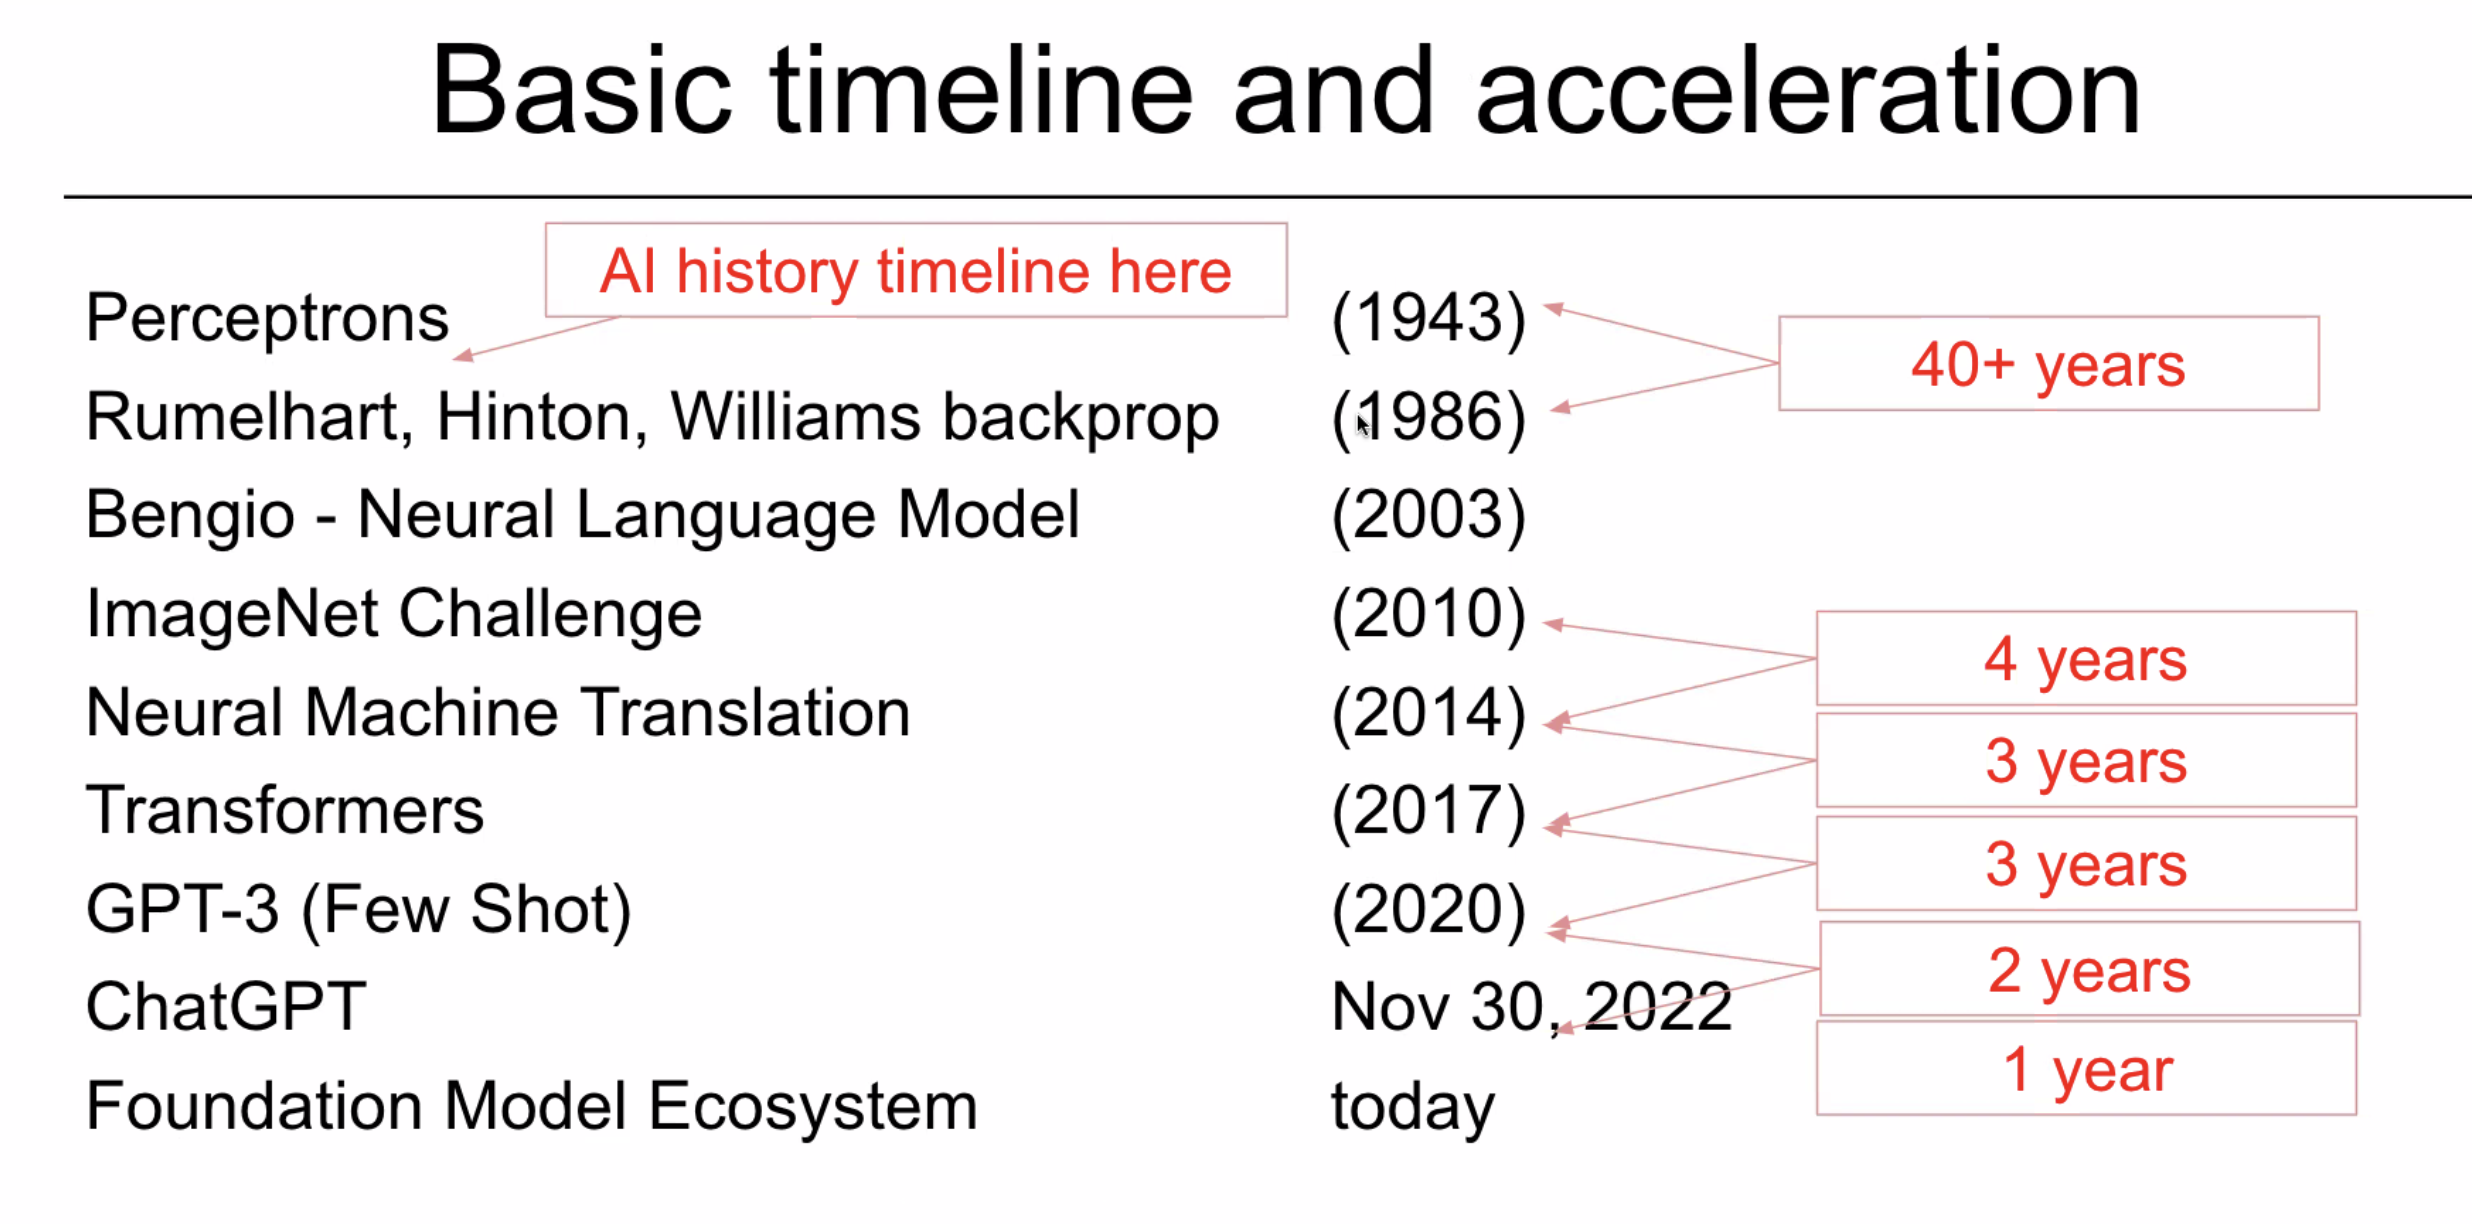 Basic timeline and acceleration
AI history timeline here
Perceptrons (1943)
40+ years
Rumelhart, Hinton, Williams backprop (1986)
Bengio - Neural Language Model (2003)
ImageNet Challenge (2010)
4 years
Neural Machine Translation (2014)
3 years
Transformers (2017)
3 years
GPT-3 (Few Shot) (2020)
2 years
ChatGPT Nov 30, 2022
1 year
Foundation Model Ecosystem today